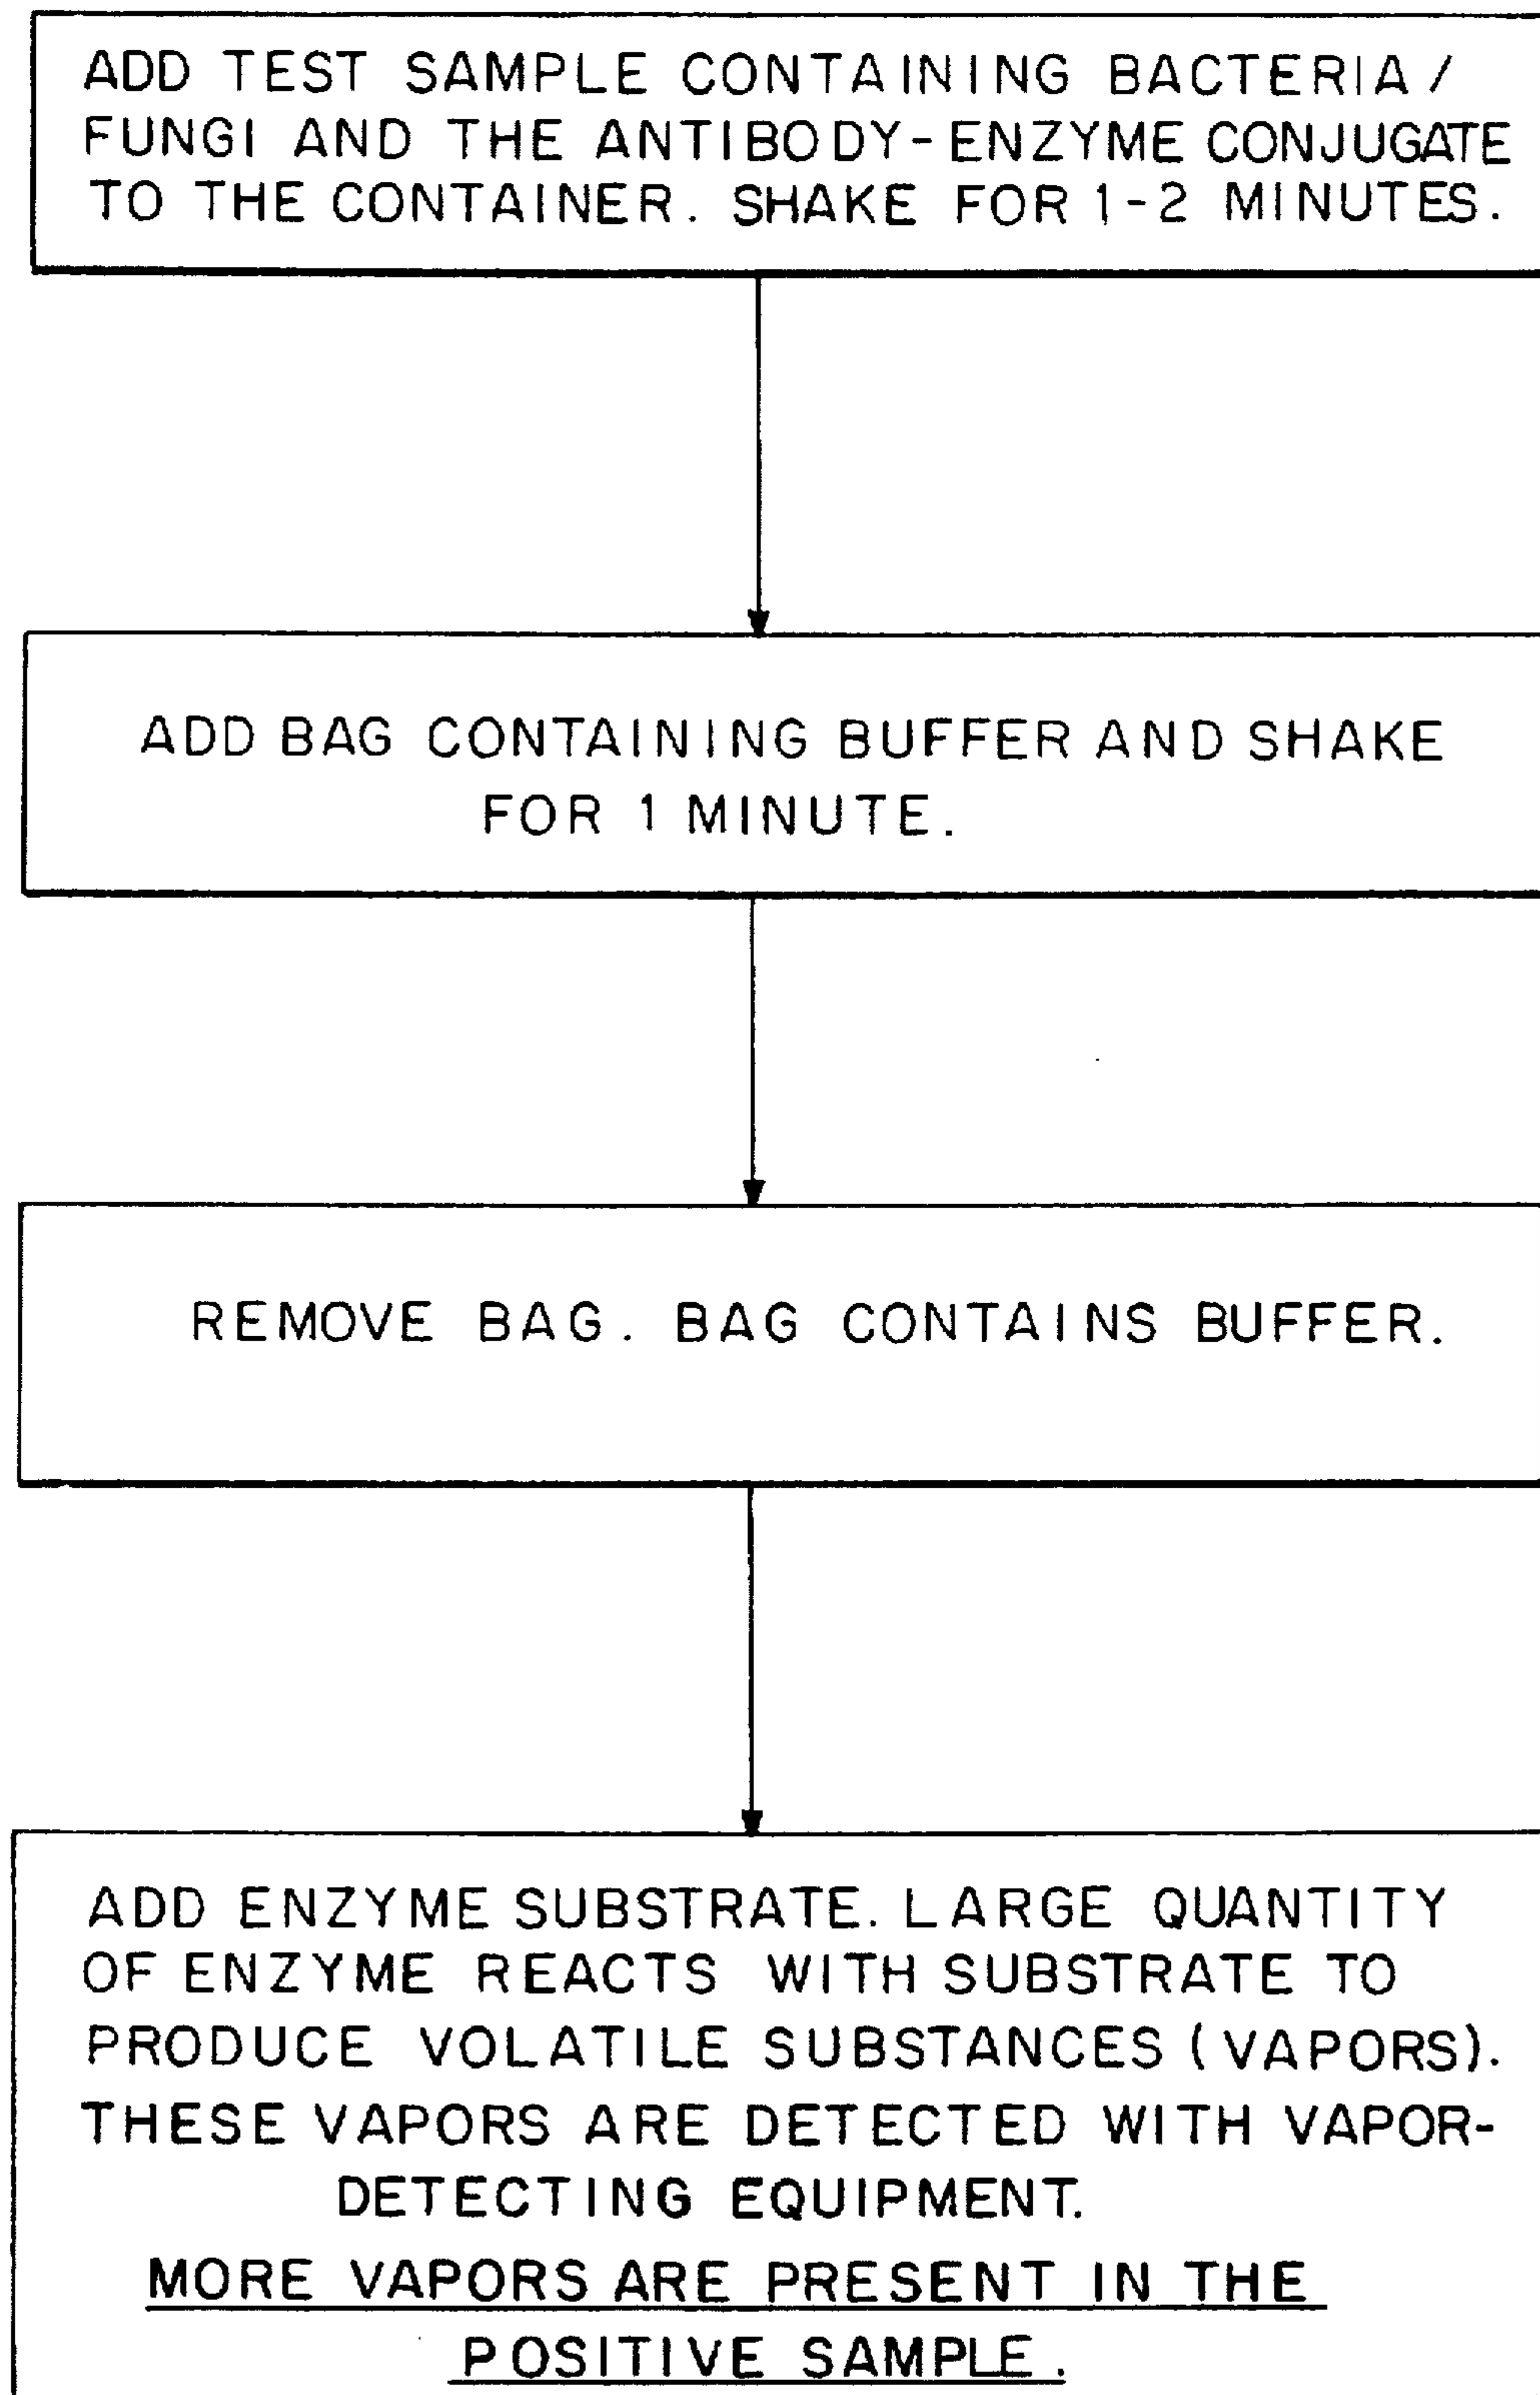 ADD TEST SAMPLE CONTAINING BACTERIA /
FUNGI AND THE ANTIBODY-ENZYME CONJUGATE
TO THE CONTAINER. SHAKE FOR 1-2 MINUTES.
ADD BAG CONTAINING BUFFER AND SHAKE
FOR 1 MINUTE.
REMOVE BAG. BAG CONTAINS BUFFER.
ADD ENZYME SUBSTRATE. LARGE QUANTITY
OF ENZYME REACTS WITH SUBSTRATE TO
PRODUCE VOLATILE SUBSTANCES (VAPORS).
THESE VAPORS ARE DETECTED WITH VAPOR-
DETECTING EQUIPMENT.
MORE VAPORS ARE PRESENT IN THE
POSITIVE SAMPLE.